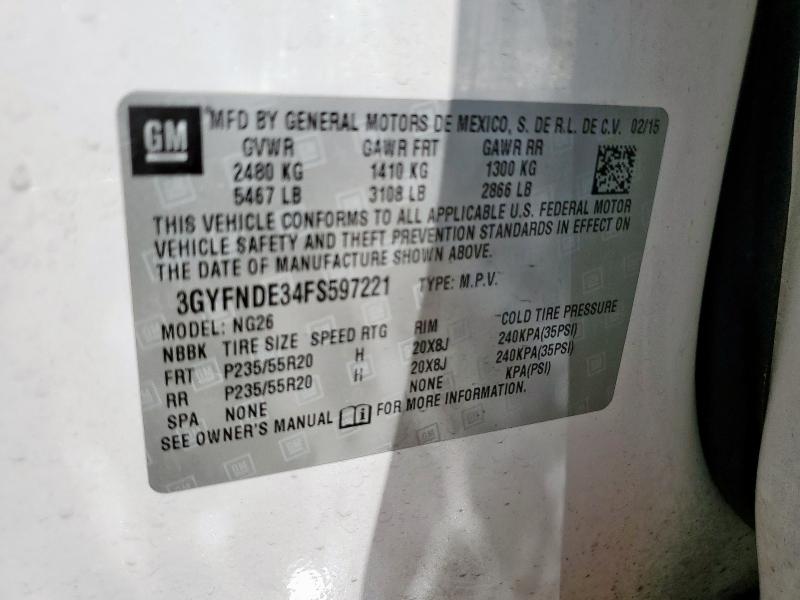 GM
MFD BY GENERAL MOTORS DE MEXICO, S. DE R.L. DE C.V. 02/15
GVWR GAWR FRT GAWR RR
2480 KG 1410 KG 1300 KG
5467 LB 3108 LB 2866 LB
THIS VEHICLE CONFORMS TO ALL APPLICABLE U.S. FEDERAL MOTOR
VEHICLE SAFETY AND THEFT PREVENTION STANDARDS IN EFFECT ON
THE DATE OF MANUFACTURE SHOWN ABOVE.
3GYFNDE34FS597221 TYPE: M.P.V.
MODEL: NG26
NBBK TIRE SIZE SPEED RTG RIM COLD TIRE PRESSURE
FRT P235/55R20 H 20X8J 240KPA(35PSI)
RR P235/55R20 H 20X8J 240KPA(35PSI)
SPA NONE NONE KPA(PSI)
SEE OWNER'S MANUAL FOR MORE INFORMATION.